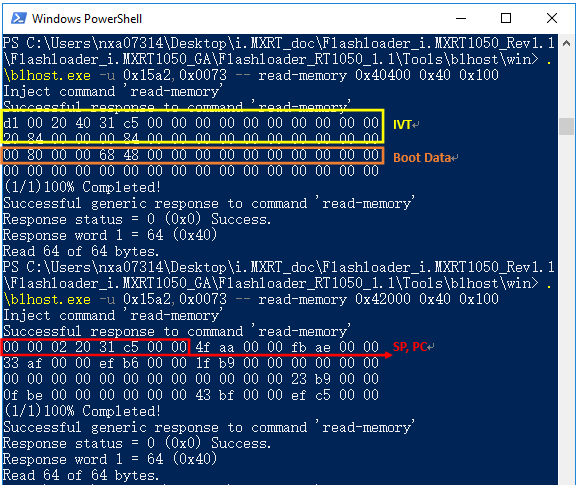 Windows PowerShell
PS C:\Users\nxa07314\Desktop\i.MXRT_doc\Flashloader_i.MXRT1050_Rev1.1
\Flashloader_i.MXRT1050_GA\Flashloader_RT1050_1.1\Tools\blhost\win> .
\blhost.exe -u 0x15a2,0x0073 -- read-memory 0x40400 0x40 0x100
Inject command 'read-memory'
Successful response to command 'read-memory'
d1 00 20 40 31 c5 00 00 00 00 00 00 00 00 00 00 IVT
20 84 00 00 00 84 00 00 00 00 00 00 00 00 00 00
00 80 00 00 68 48 00 00 00 00 00 00 00 00 00 00 Boot Data
00 00 00 00 00 00 00 00 00 00 00 00 00 00 00 00
(1/1)100% Completed!
Successful generic response to command 'read-memory'
Response status = 0 (0x0) Success.
Response word 1 = 64 (0x40)
Read 64 of 64 bytes.
PS C:\Users\nxa07314\Desktop\i.MXRT_doc\Flashloader_i.MXRT1050_Rev1.1
\Flashloader_i.MXRT1050_GA\Flashloader_RT1050_1.1\Tools\blhost\win> .
\blhost.exe -u 0x15a2,0x0073 -- read-memory 0x42000 0x40 0x100
Inject command 'read-memory'
Successful response to command 'read-memory'
00 00 02 20 31 c5 00 00 4f aa 00 00 fb ae 00 00 SP, PC
33 af 00 00 ef b6 00 00 1f b9 00 00 00 00 00 00
00 00 00 00 00 00 00 00 00 00 00 00 23 b9 00 00
0f be 00 00 00 00 00 00 43 bf 00 00 ef c5 00 00
(1/1)100% Completed!
Successful generic response to command 'read-memory'
Response status = 0 (0x0) Success.
Response word 1 = 64 (0x40)
Read 64 of 64 bytes.